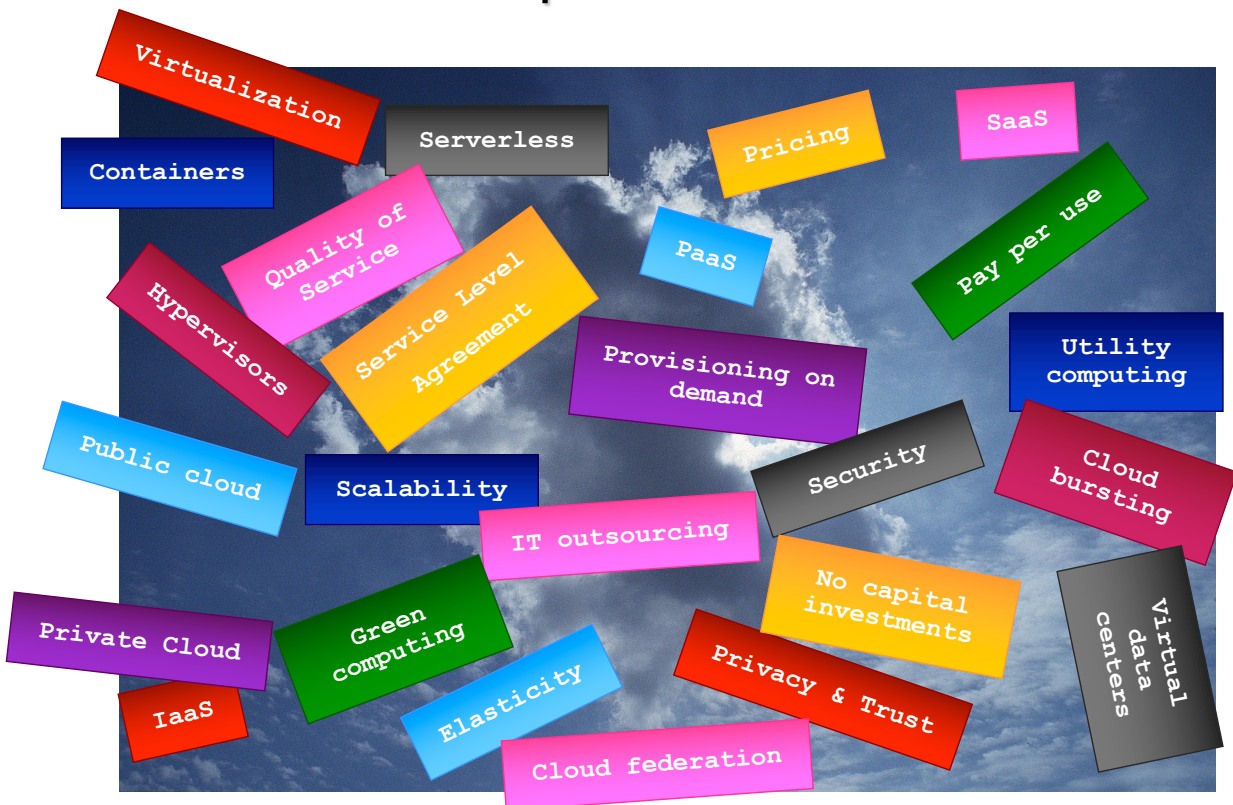 Virtualization
Serverless
Pricing
SaaS
Containers
Quality of
Service
Service Level
Agreement
PaaS
Pay per use
Hypervisors
Provisioning on
demand
Utility
computing
Public cloud
Scalability
IT outsourcing
Security
Cloud
bursting
Private Cloud
Green
computing
No capital
investments
Virtual
data
centers
IaaS
Elasticity
Privacy & Trust
Cloud federation